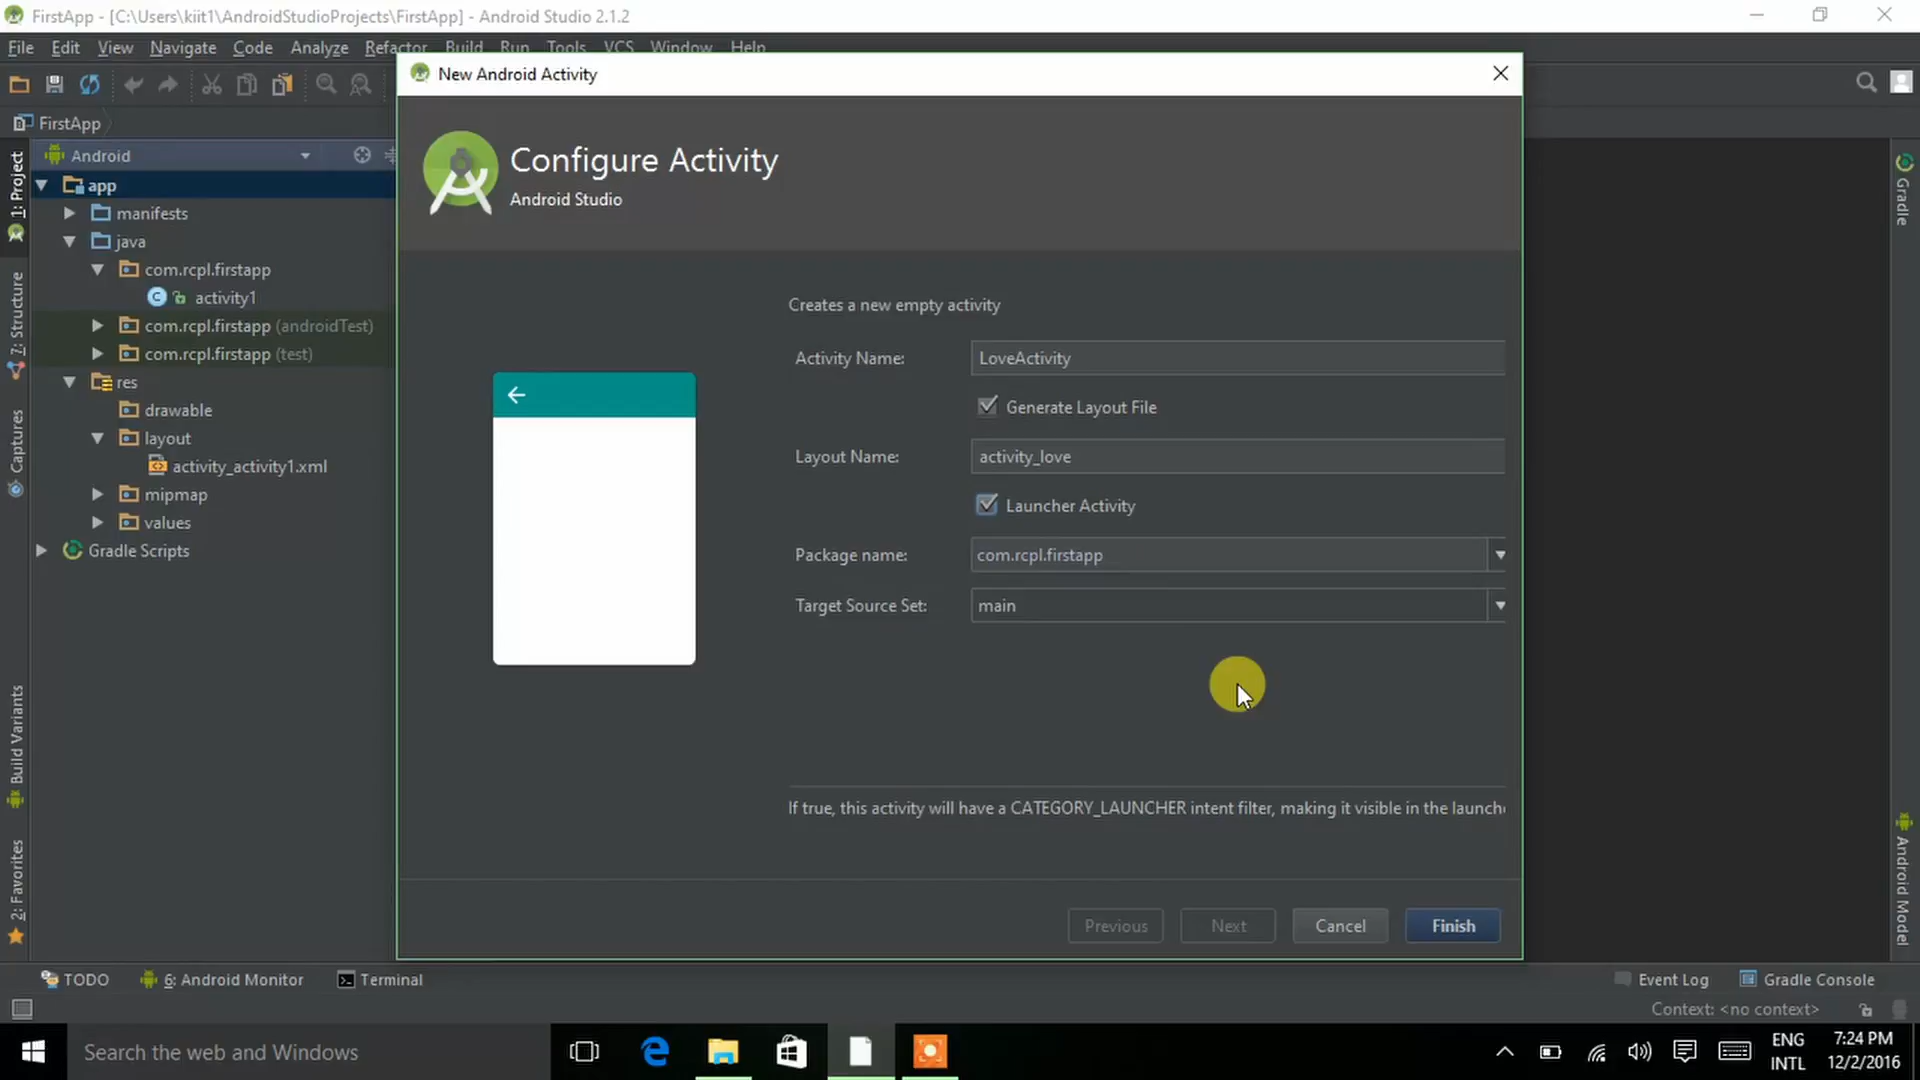 FirstApp - [C:\Users\kiit1\AndroidStudioProjects\FirstApp] - Android Studio 2.1.2
File Edit View Navigate Code Analyze Refactor Build Run Tools VCS Window Help
New Android Activity
FirstApp
Configure Activity
Android Studio
1: Project
Android
app
manifests
java
com.rcpl.firstapp
activity1
com.rcpl.firstapp (androidTest)
com.rcpl.firstapp (test)
res
drawable
layout
activity_activity1.xml
mipmap
values
Gradle Scripts
7: Structure
Captures
Build Variants
2: Favorites
Creates a new empty activity
Activity Name: LoveActivity
Generate Layout File
Layout Name: activity_love
Launcher Activity
Package name: com.rcpl.firstapp
Target Source Set: main
If true, this activity will have a CATEGORY_LAUNCHER intent filter, making it visible in the launch
Previous Next Cancel Finish
Gradle
Android Model
TODO 6: Android Monitor Terminal Event Log Gradle Console
Context: <no context>
Search the web and Windows
ENG 7:24 PM
INTL 12/2/2016